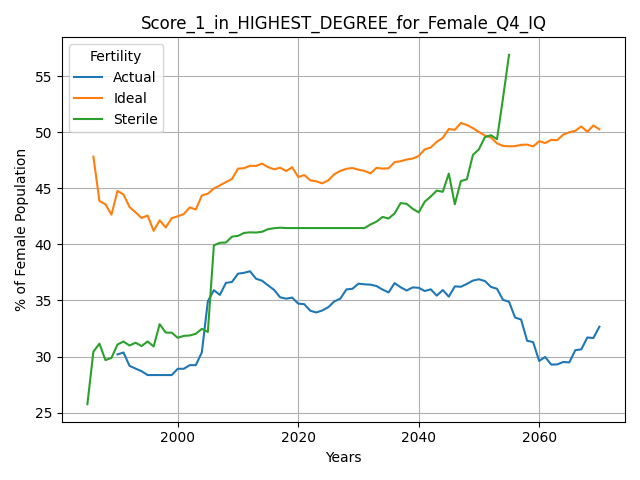 Score_1_in_HIGHEST_DEGREE_for_Female_Q4_IQ
Fertility
Actual
Ideal
Sterile
% of Female Population
55
50
45
40
35
30
25
2000
2020
2040
2060
Years